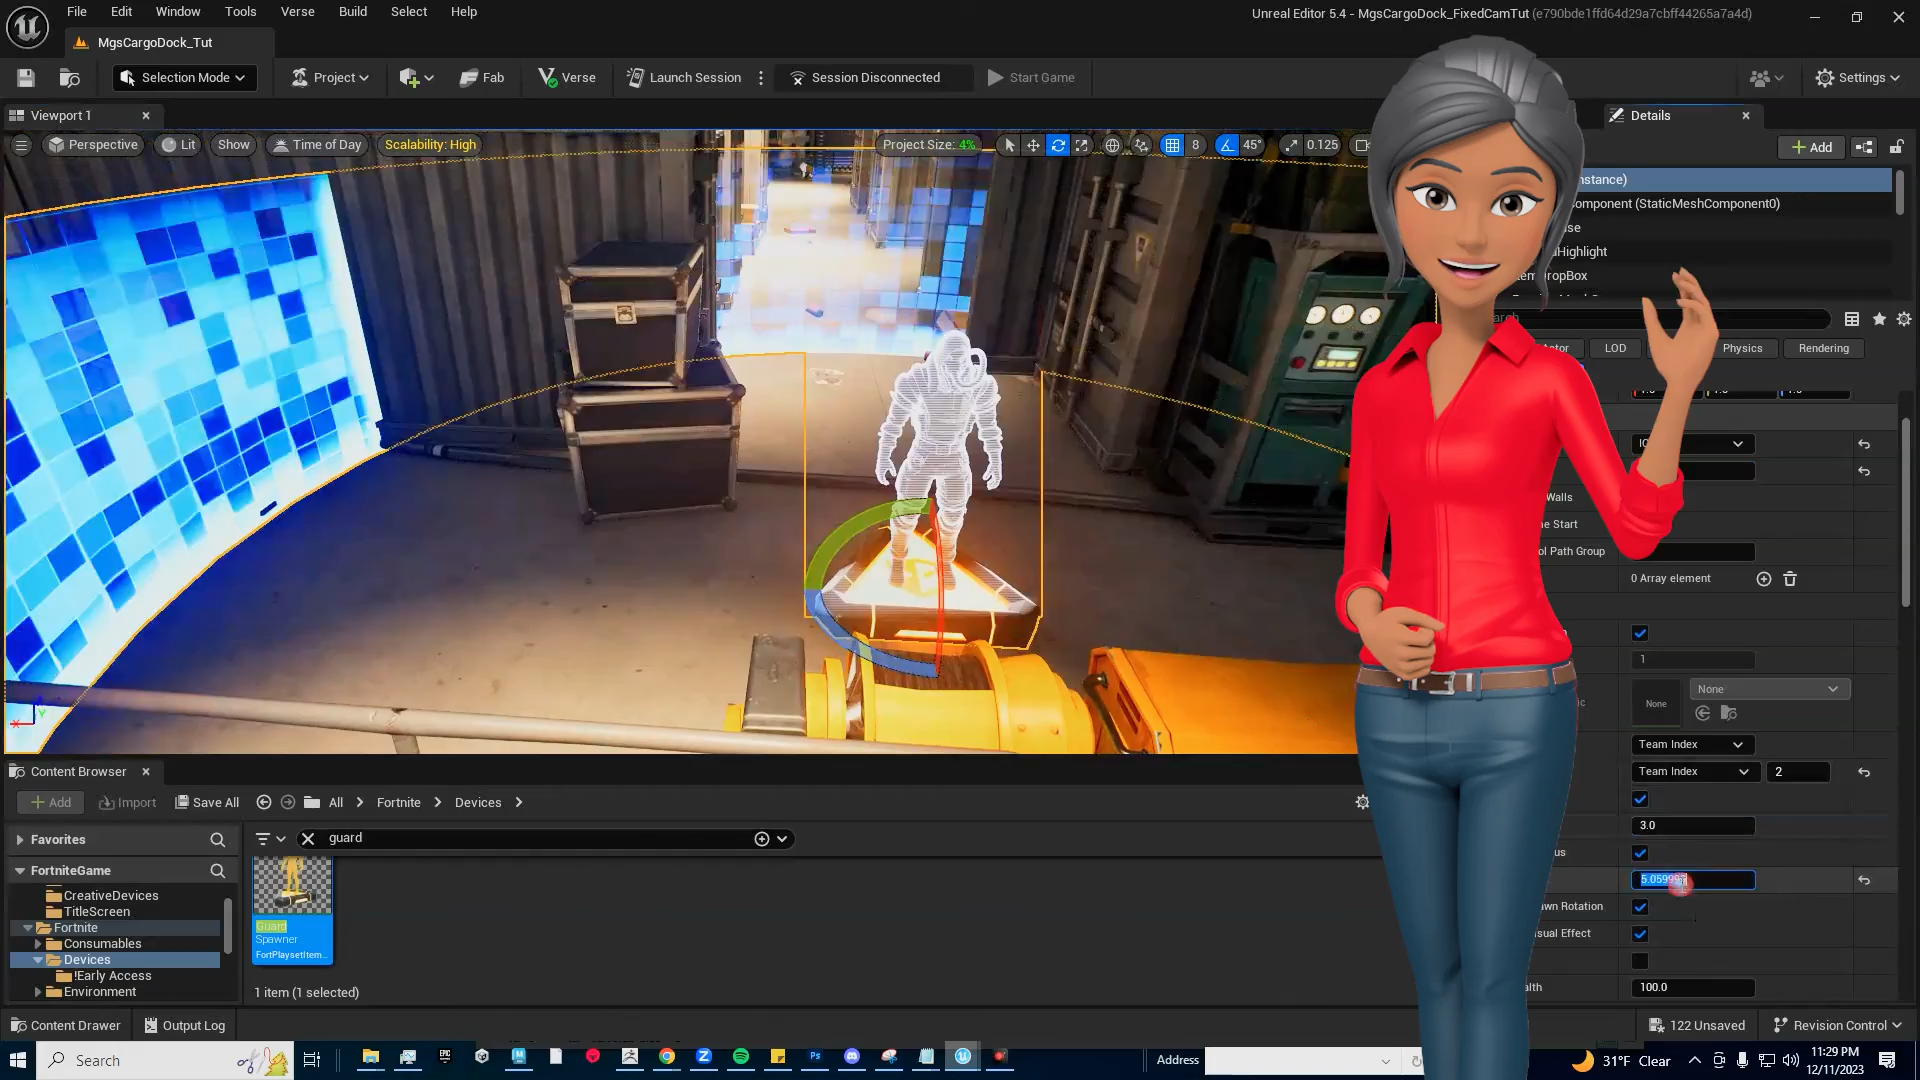 File Edit Window Tools Verse Build Select Help
Unreal Editor 5.4 - MgsCargoDock_FixedCamTut (e790bde1ffd64d29a7cbff44265a7a4d)
MgsCargoDock_Tut
Selection Mode
Project
Fab
Verse
Launch Session
Session Disconnected
Start Game
Settings
Viewport 1
Details
Perspective
Lit
Show
Time of Day
Scalability: High
Project Size: 4%
8
45°
0.125
Add
nstance)
omponent (StaticMeshComponent0)
Highlight
LOD
Physics
Rendering
Walls
ne Start
ol Path Group
0 Array element
1
None
None
Team Index
Team Index
2
3.0
us
wn Rotation
sual Effect
alth
100.0
Content Browser
Add
Import
Save All
All
Fortnite
Devices
Favorites
guard
FortniteGame
CreativeDevices
TitleScreen
Fortnite
Consumables
Devices
!Early Access
Environment
Guard
Spawner
FortPlaysetItem...
1 item (1 selected)
Content Drawer
Output Log
122 Unsaved
Revision Control
Search
EPIC
Address
31°F Clear
11:29 PM
12/11/2023